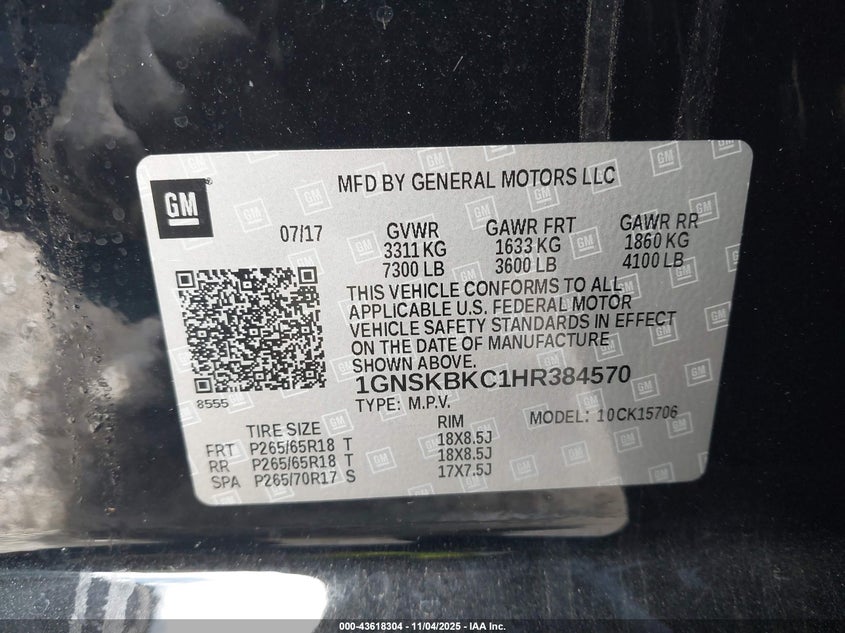 GM
MFD BY GENERAL MOTORS LLC
07/17
GVWR
3311 KG
7300 LB
GAWR FRT
1633 KG
3600 LB
GAWR RR
1860 KG
4100 LB
THIS VEHICLE CONFORMS TO ALL
APPLICABLE U.S. FEDERAL MOTOR
VEHICLE SAFETY STANDARDS IN EFFECT
ON THE DATE OF MANUFACTURE
SHOWN ABOVE.
8555
1GNSKBKC1HR384570
TYPE: M.P.V.
MODEL: 10CK15706
TIRE SIZE RIM
FRT P265/65R18 T 18X8.5J
RR P265/65R18 T 18X8.5J
SPA P265/70R17 S 17X7.5J
000-43618304 - 11/04/2025 - IAA Inc.